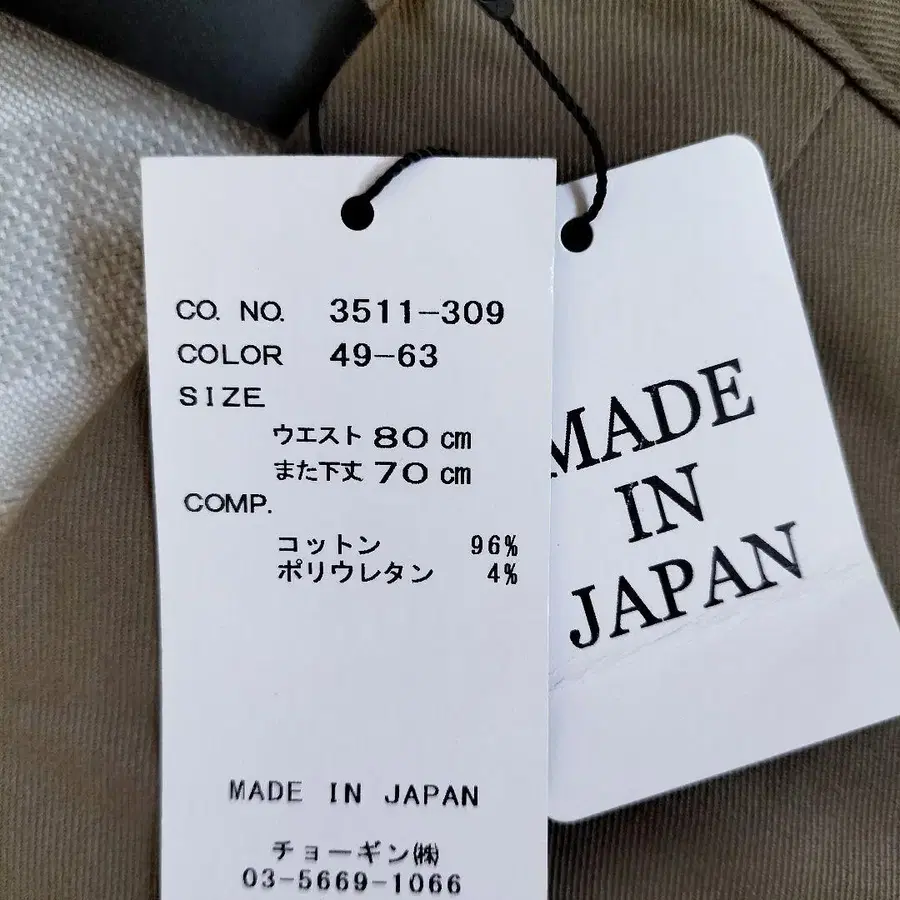 CO. NO. 3511-309
COLOR 49-63
SIZE
ウエスト 80 cm
また下丈 70 cm
COMP.
コットン 96%
ポリウレタン 4%
MADE IN JAPAN
チョーギン㈱
03-5669-1066
MADE
IN
JAPAN